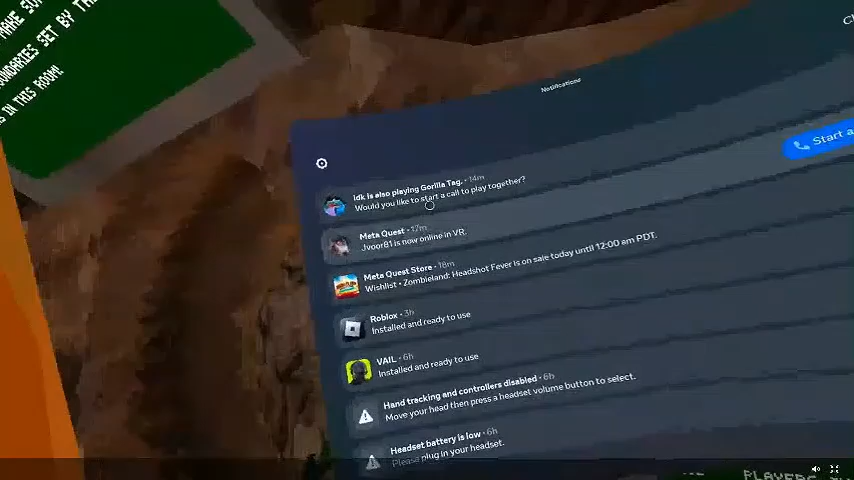 MAKE SU
OUNDARIES SET BY TH
S IN THIS ROOM!
Notifications
Idk is also playing Gorilla Tag. • 14m
Would you like to start a call to play together?
Start a
Meta Quest • 17m
Jvoor81 is now online in VR.
Meta Quest Store • 18m
Wishlist • Zombieland: Headshot Fever is on sale today until 12:00 am PDT.
Roblox • 3h
Installed and ready to use
VAIL • 6h
Installed and ready to use
Hand tracking and controllers disabled • 6h
Move your head then press a headset volume button to select.
Headset battery is low • 6h
Please plug in your headset.
PLAYERS